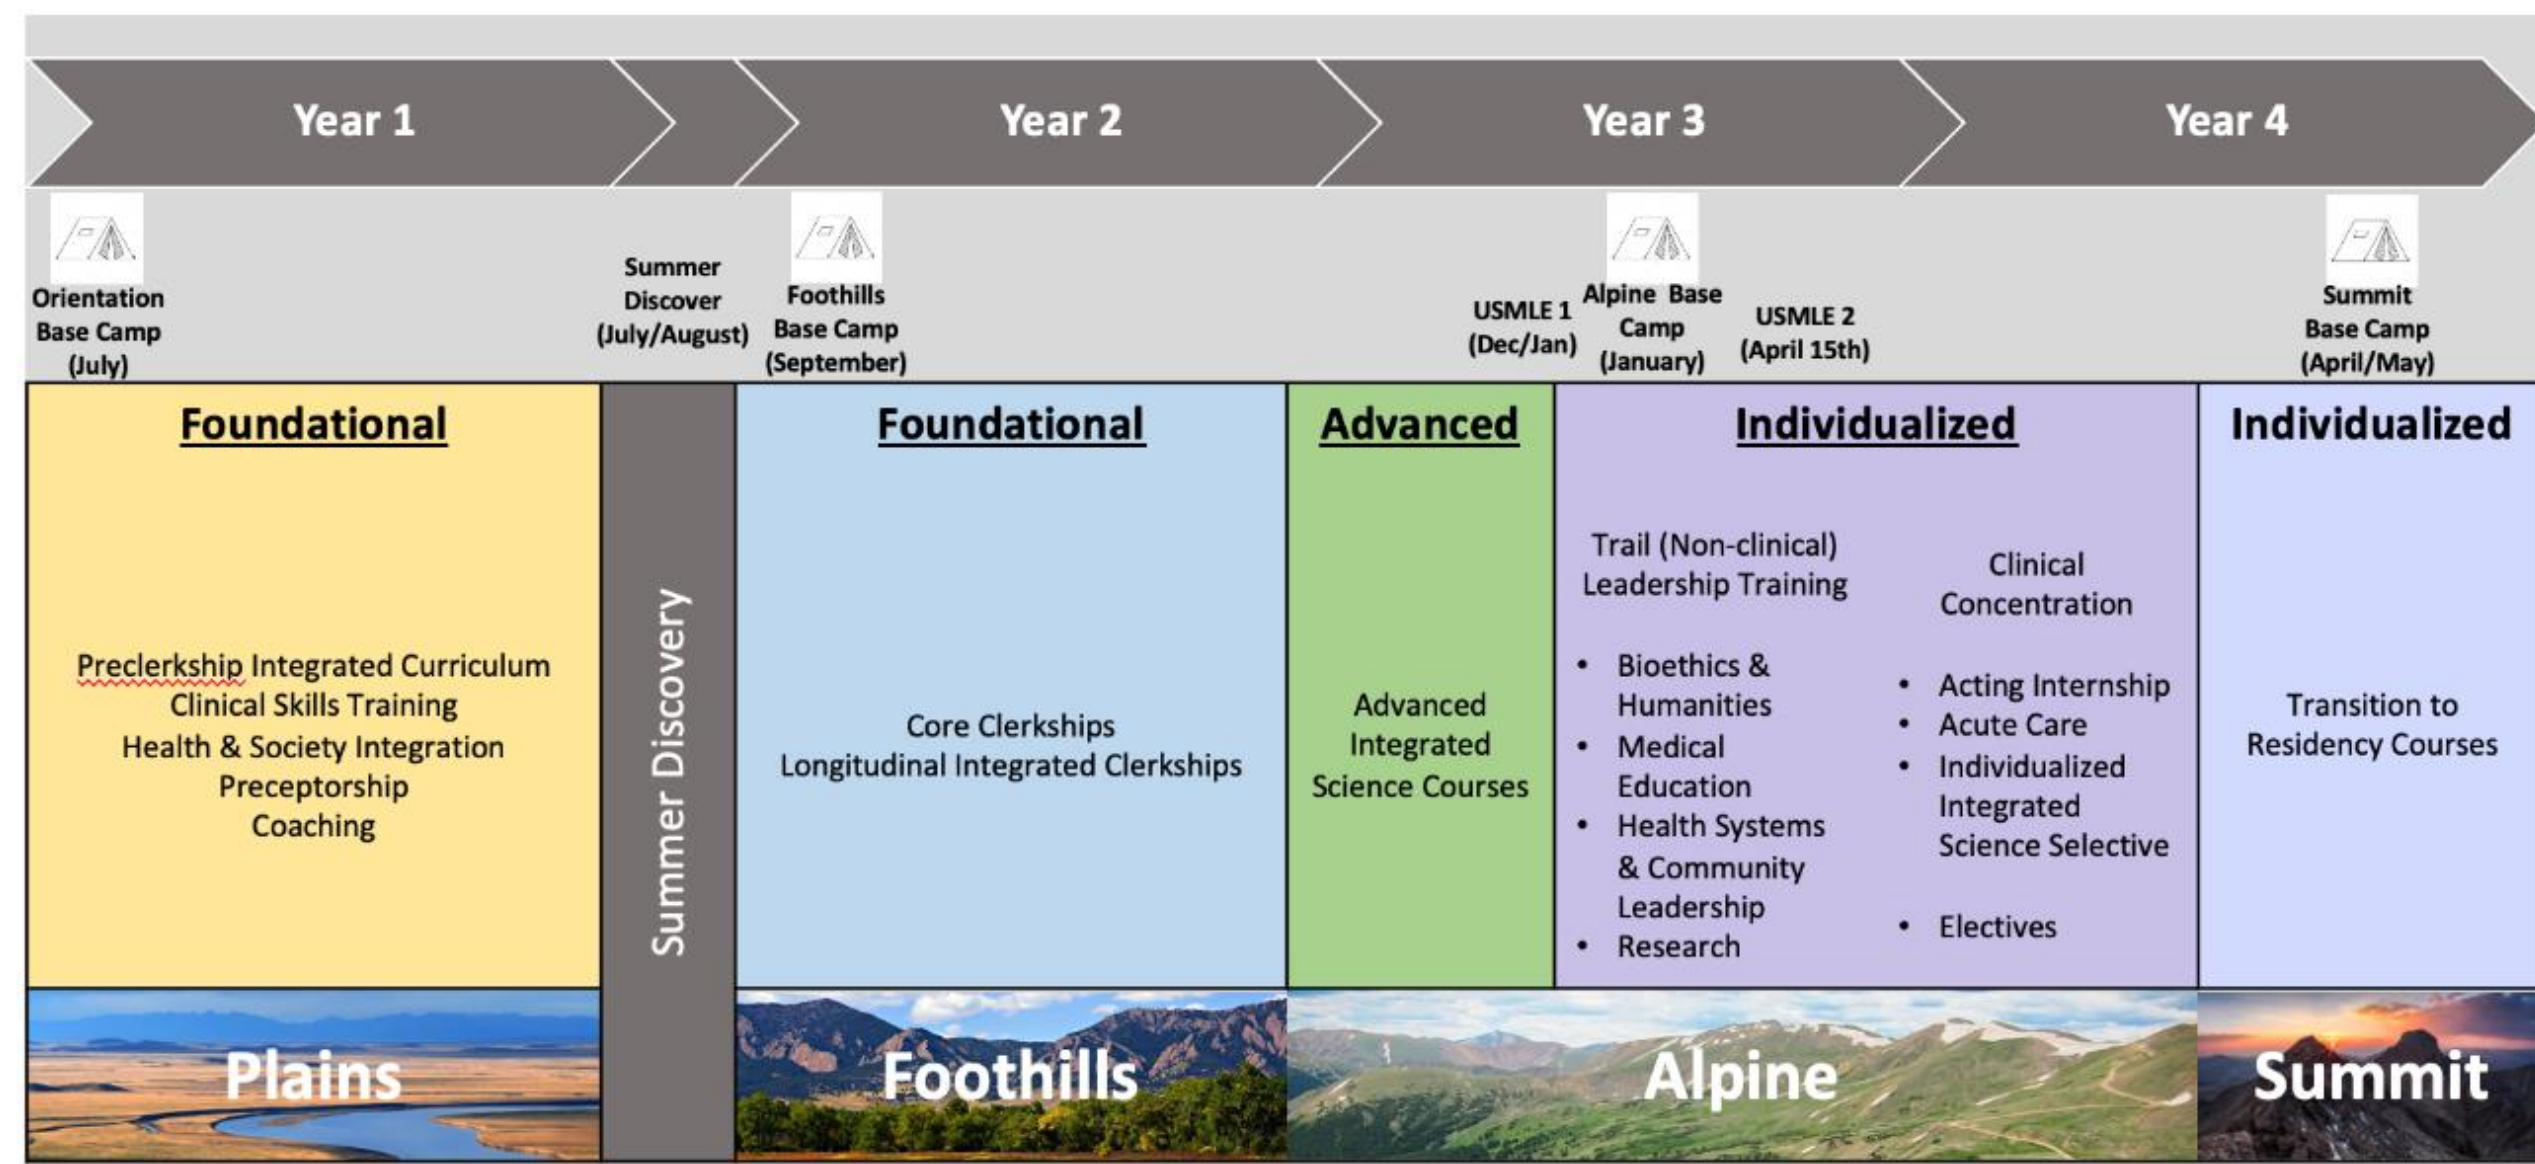 Year 1
Year 2
Year 3
Year 4
Orientation
Base Camp
(July)
Summer
Discover
(July/August)
Foothills
Base Camp
(September)
USMLE 1
(Dec/Jan)
Alpine Base
Camp
(January)
USMLE 2
(April 15th)
Summit
Base Camp
(April/May)
Foundational
Preclerkship Integrated Curriculum
Clinical Skills Training
Health & Society Integration
Preceptorship
Coaching
Summer Discovery
Foundational
Core Clerkships
Longitudinal Integrated Clerkships
Advanced
Advanced
Integrated
Science Courses
Individualized
Trail (Non-clinical)
Leadership Training
• Bioethics &
Humanities
• Medical
Education
• Health Systems
& Community
Leadership
• Research
Clinical
Concentration
• Acting Internship
• Acute Care
• Individualized
Integrated
Science Selective
• Electives
Individualized
Transition to
Residency Courses
Plains
Foothills
Alpine
Summit